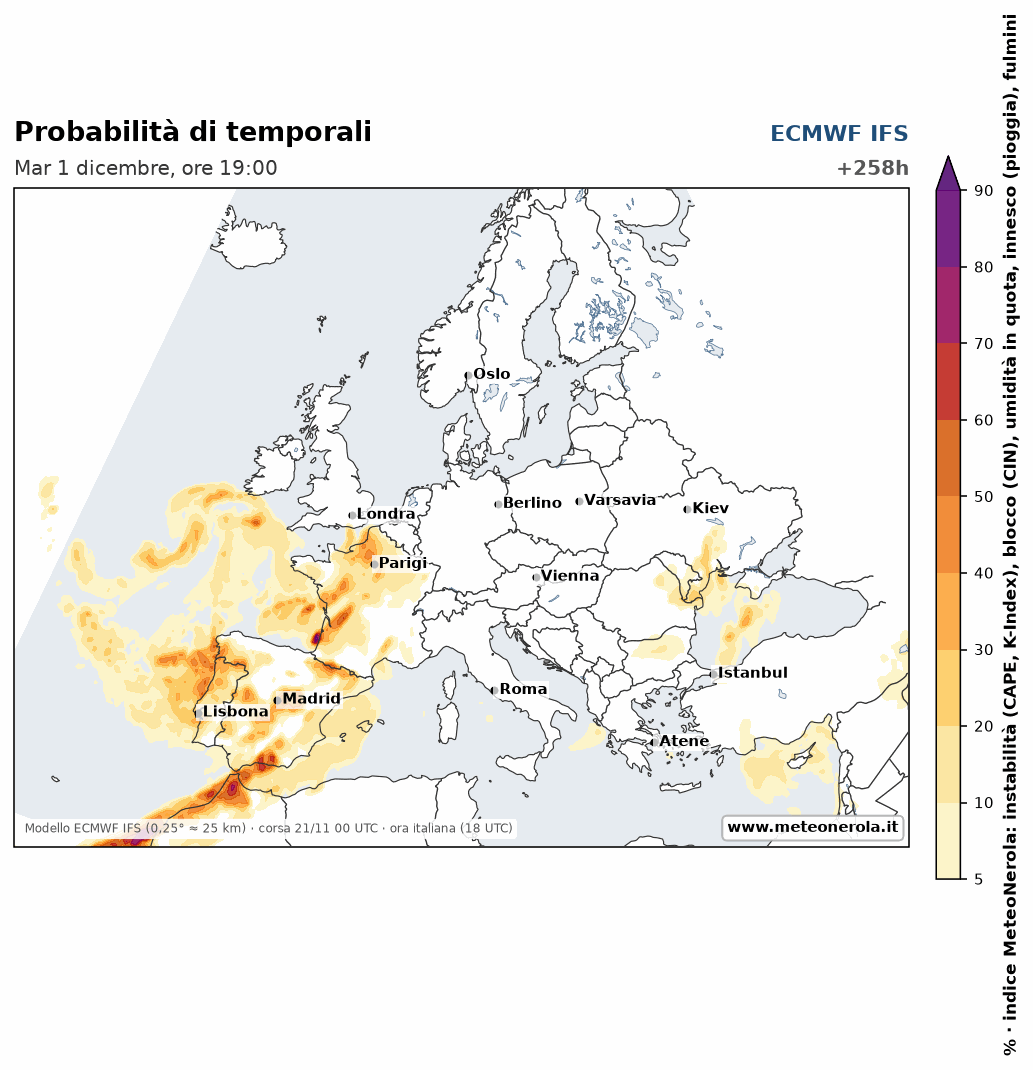 Probabilità di temporali
ECMWF IFS
Mar 1 dicembre, ore 19:00
+258h
Oslo
Londra
Berlino
Varsavia
Kiev
Parigi
Vienna
Istanbul
Roma
Madrid
Lisbona
Atene
Modello ECMWF IFS (0,25° ≈ 25 km) · corsa 21/11 00 UTC · ora italiana (18 UTC)
www.meteonerola.it
90
80
70
60
50
40
30
20
10
5
% · indice MeteoNerola: instabilità (CAPE, K-Index), blocco (CIN), umidità in quota, innesco (pioggia), fulmini